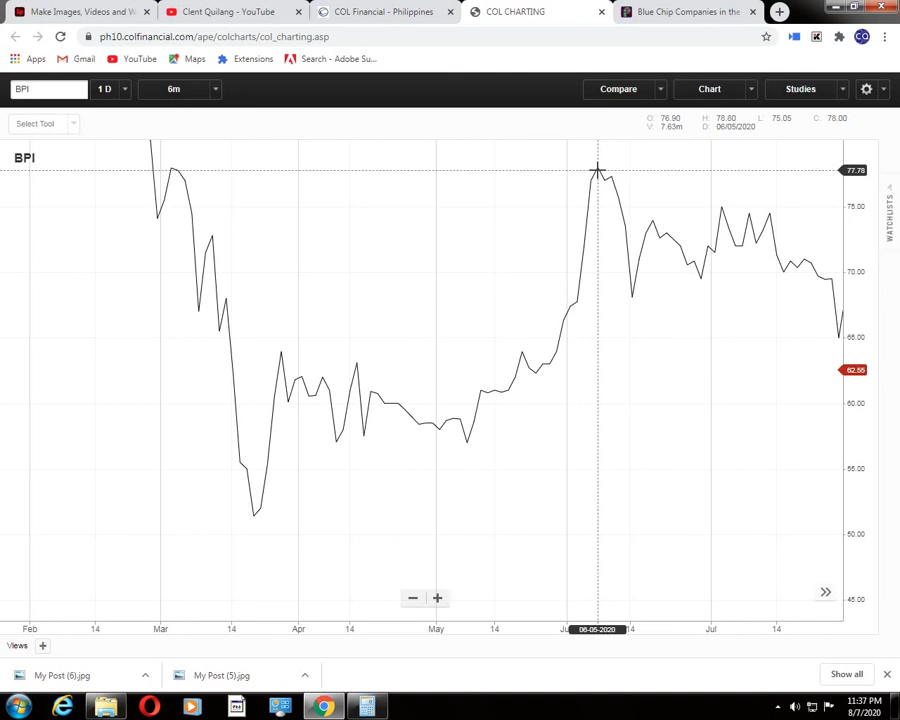 Make Images, Videos and W
Clent Quilang - YouTube
COL Financial - Philippines
COL CHARTING
Blue Chip Companies in the
ph10.colfinancial.com/ape/colcharts/col_charting.asp
CQ
Apps
Gmail
YouTube
Maps
Extensions
Search - Adobe Su...
BPI
1 D
6m
Compare
Chart
Studies
Select Tool
O: 76.90 H: 78.80 L: 75.05 C: 78.00
V: 7.63m D: 06/05/2020
BPI
77.78
75.00
70.00
65.00
62.55
60.00
55.00
50.00
45.00
WATCHLISTS
Feb 14 Mar 14 Apr 14 May 14 Ju 06-05-2020 14 Jul 14
Views
My Post (6).jpg
My Post (5).jpg
Show all
11:37 PM
8/7/2020